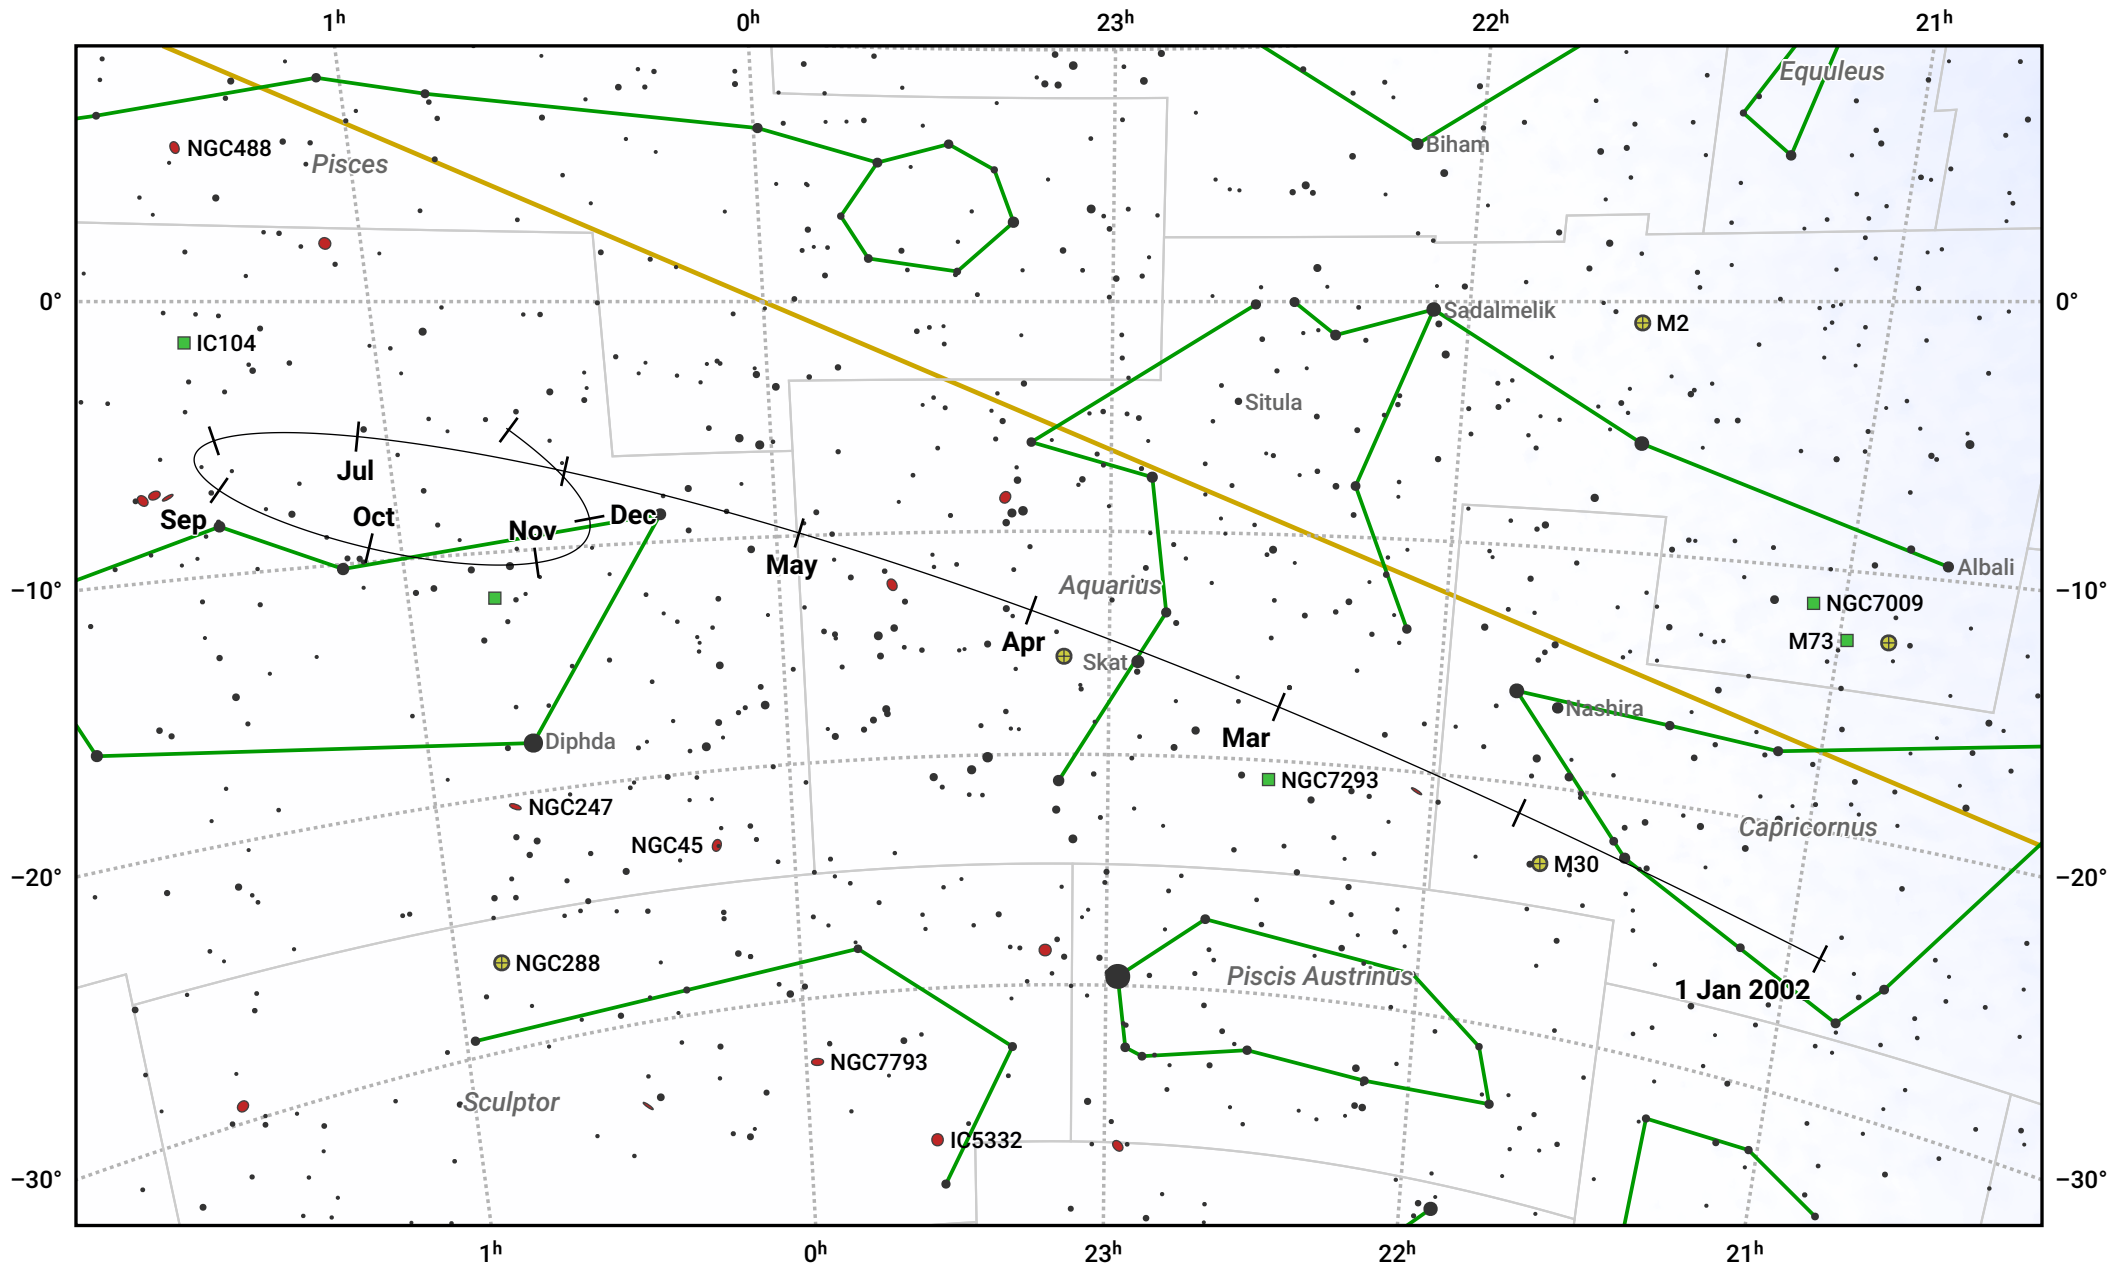 1ʰ 0ʰ 23ʰ 22ʰ 21ʰ
Equuleus
NGC488
Pisces
Biham
0° 0°
Sadalmelik
M2
IC104
Situla
Jul
Sep
Oct
Nov
Dec
May
Albali
Aquarius
−10° −10°
NGC7009
Apr
M73
Skat
Nashira
Mar
Diphda
NGC7293
NGC247
Capricornus
NGC45
M30
−20° −20°
NGC288
Piscis Austrinus
1 Jan 2002
NGC7793
Sculptor
IC5332
−30° −30°
1ʰ 0ʰ 23ʰ 22ʰ 21ʰ